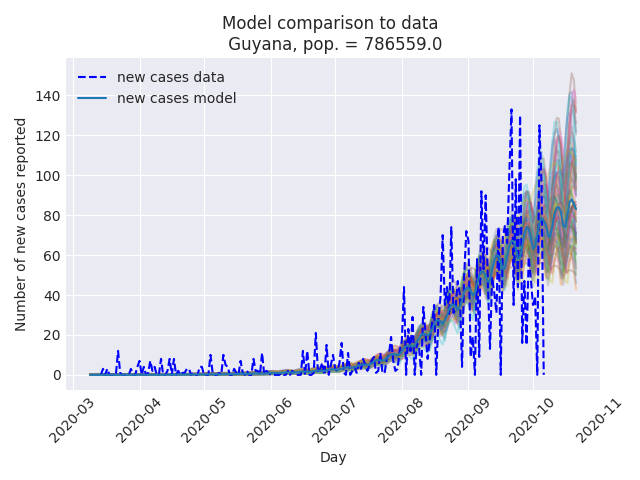 Model comparison to data
Guyana, pop. = 786559.0
new cases data
new cases model
Number of new cases reported
140
120
100
80
60
40
20
0
2020-03
2020-04
2020-05
2020-06
2020-07
2020-08
2020-09
2020-10
2020-11
Day